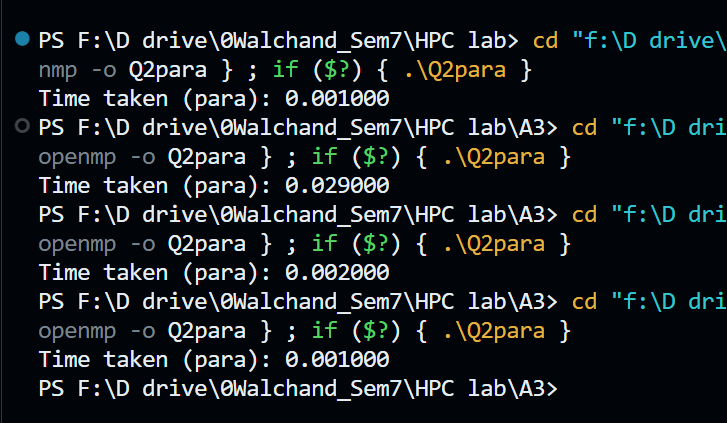 PS F:\D drive\0Walchand_Sem7\HPC lab> cd "f:\D drive\
nmp -o Q2para } ; if ($?) { .\Q2para }
Time taken (para): 0.001000
PS F:\D drive\0Walchand_Sem7\HPC lab\A3> cd "f:\D dri
openmp -o Q2para } ; if ($?) { .\Q2para }
Time taken (para): 0.029000
PS F:\D drive\0Walchand_Sem7\HPC lab\A3> cd "f:\D dri
openmp -o Q2para } ; if ($?) { .\Q2para }
Time taken (para): 0.002000
PS F:\D drive\0Walchand_Sem7\HPC lab\A3> cd "f:\D dri
openmp -o Q2para } ; if ($?) { .\Q2para }
Time taken (para): 0.001000
PS F:\D drive\0Walchand_Sem7\HPC lab\A3>